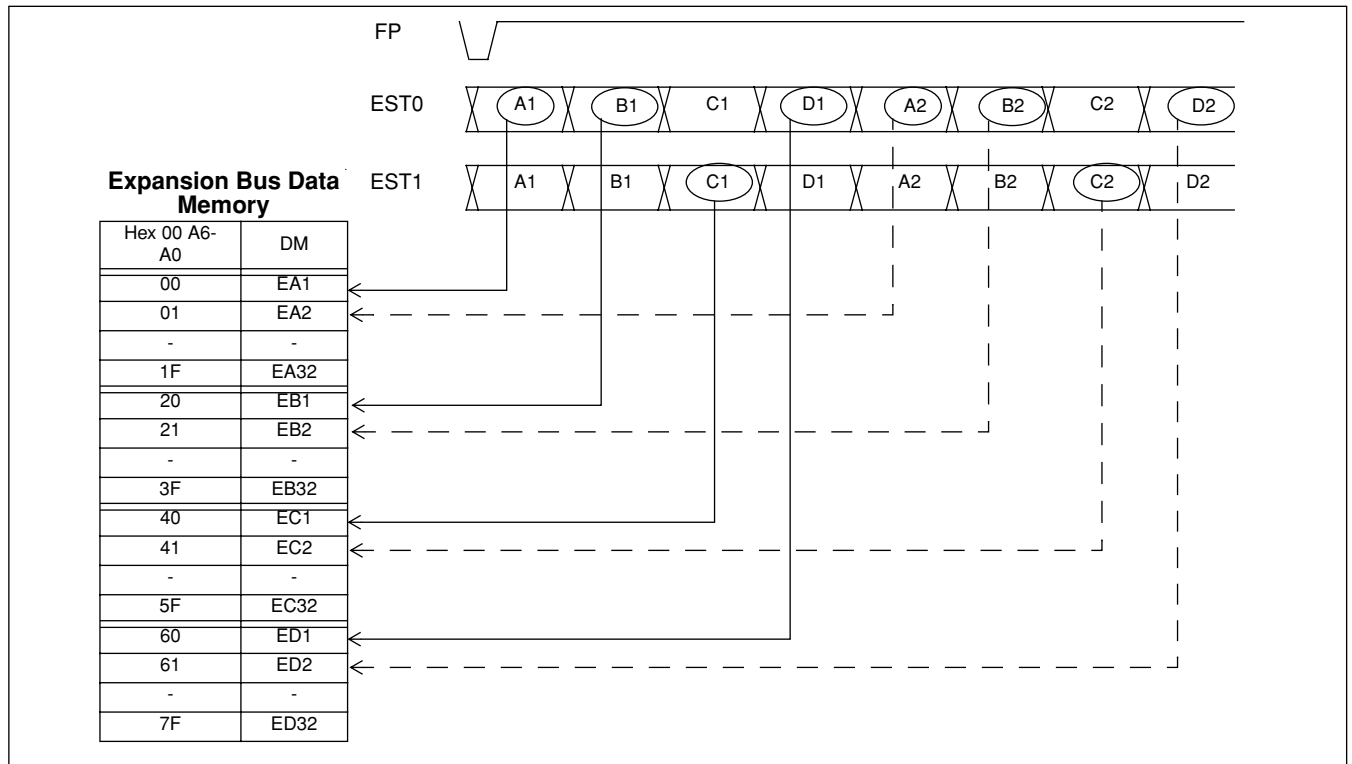 FP
EST0 A1 B1 C1 D1 A2 B2 C2 D2
EST1 A1 B1 C1 D1 A2 B2 C2 D2
Expansion Bus Data
Memory
Hex 00 A6-
A0 DM
00 EA1
01 EA2
- -
1F EA32
20 EB1
21 EB2
- -
3F EB32
40 EC1
41 EC2
- -
5F EC32
60 ED1
61 ED2
- -
7F ED32